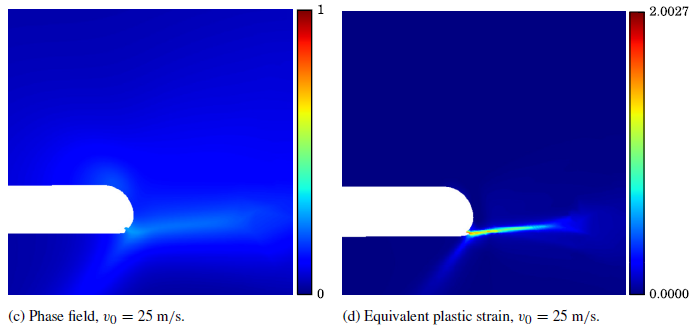 1
0
2.0027
0.0000
(c) Phase field, v₀ = 25 m/s.
(d) Equivalent plastic strain, v₀ = 25 m/s.